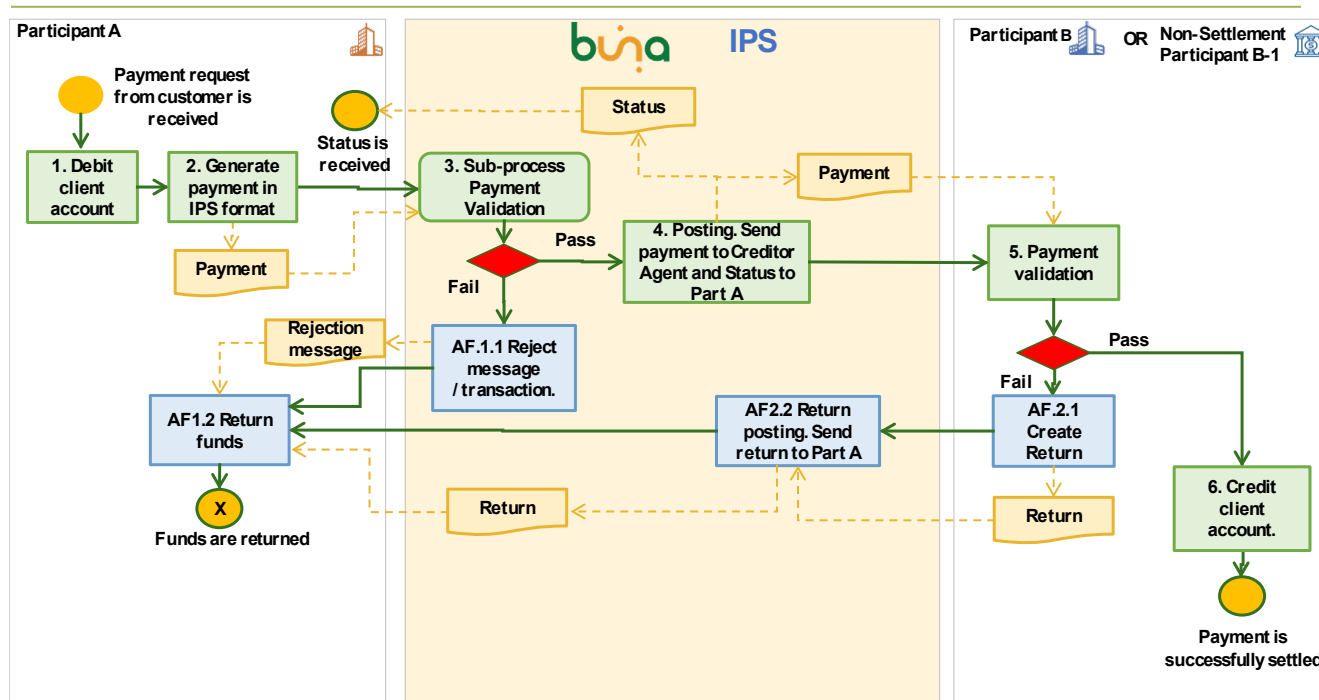 Participant A
buna
IPS
Participant B
OR
Non-Settlement
Participant B-1
Payment request
from customer is
received
Status is
received
Status
1. Debit
client
account
2. Generate
payment in
IPS format
3. Sub-process
Payment
Validation
Payment
Payment
Pass
Fail
4. Posting. Send
payment to Creditor
Agent and Status to
Part A
5. Payment
validation
Pass
Fail
Rejection
message
AF.1.1 Reject
message
/ transaction.
AF1.2 Return
funds
AF2.2 Return
posting. Send
return to Part A
AF.2.1
Create
Return
X
Funds are returned
Return
Return
6. Credit
client
account.
Payment is
successfully settled